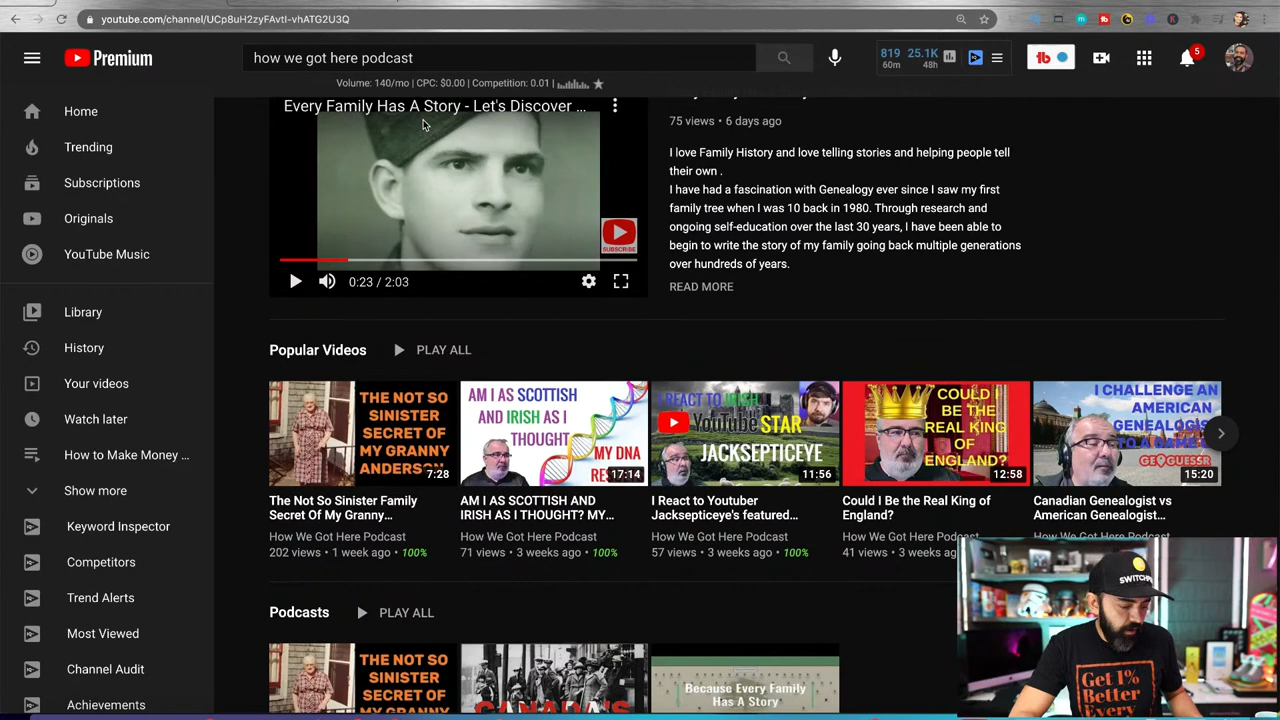 youtube.com/channel/UCp8uH2zyFAvtI-vhATG2U3Q
Premium
how we got here podcast
819 25.1K
60m 48h
tb
5
Volume: 140/mo | CPC: $0.00 | Competition: 0.01
Home
Trending
Subscriptions
Originals
YouTube Music
Library
History
Your videos
Watch later
How to Make Money ...
Show more
Keyword Inspector
Competitors
Trend Alerts
Most Viewed
Channel Audit
Achievements
Every Family Has A Story - Let's Discover ...
SUBSCRIBE
0:23 / 2:03
75 views • 6 days ago
I love Family History and love telling stories and helping people tell
their own .
I have had a fascination with Genealogy ever since I saw my first
family tree when I was 10 back in 1980. Through research and
ongoing self-education over the last 30 years, I have been able to
begin to write the story of my family going back multiple generations
over hundreds of years.
READ MORE
Popular Videos PLAY ALL
THE NOT SO
SINISTER
SECRET OF
MY GRANNY
ANDERSON
7:28
The Not So Sinister Family
Secret Of My Granny...
How We Got Here Podcast
202 views • 1 week ago • 100%
AM I AS SCOTTISH
AND IRISH AS I
THOUGHT?
MY DNA
17:14
AM I AS SCOTTISH AND
IRISH AS I THOUGHT? MY...
How We Got Here Podcast
71 views • 3 weeks ago • 100%
I REACT TO IRISH
YouTube STAR
JACKSEPTICEYE
11:56
I React to Youtuber
Jacksepticeye's featured...
How We Got Here Podcast
57 views • 3 weeks ago • 100%
COULD I
BE THE
REAL KING
OF
ENGLAND?
12:58
Could I Be the Real King of
England?
How We Got Here Podcast
41 views • 3 weeks ago
I CHALLENGE AN
AMERICAN
GENEALOGIST
TO A GAME
GEOGUESSR
15:20
Canadian Genealogist vs
American Genealogist...
How We Got Here Podcast
Podcasts PLAY ALL
THE NOT SO
SINISTER
SECRET OF
MY GRANNY
CANADA'S
Because Every Family
Has A Story
Get 1%
Better
Every